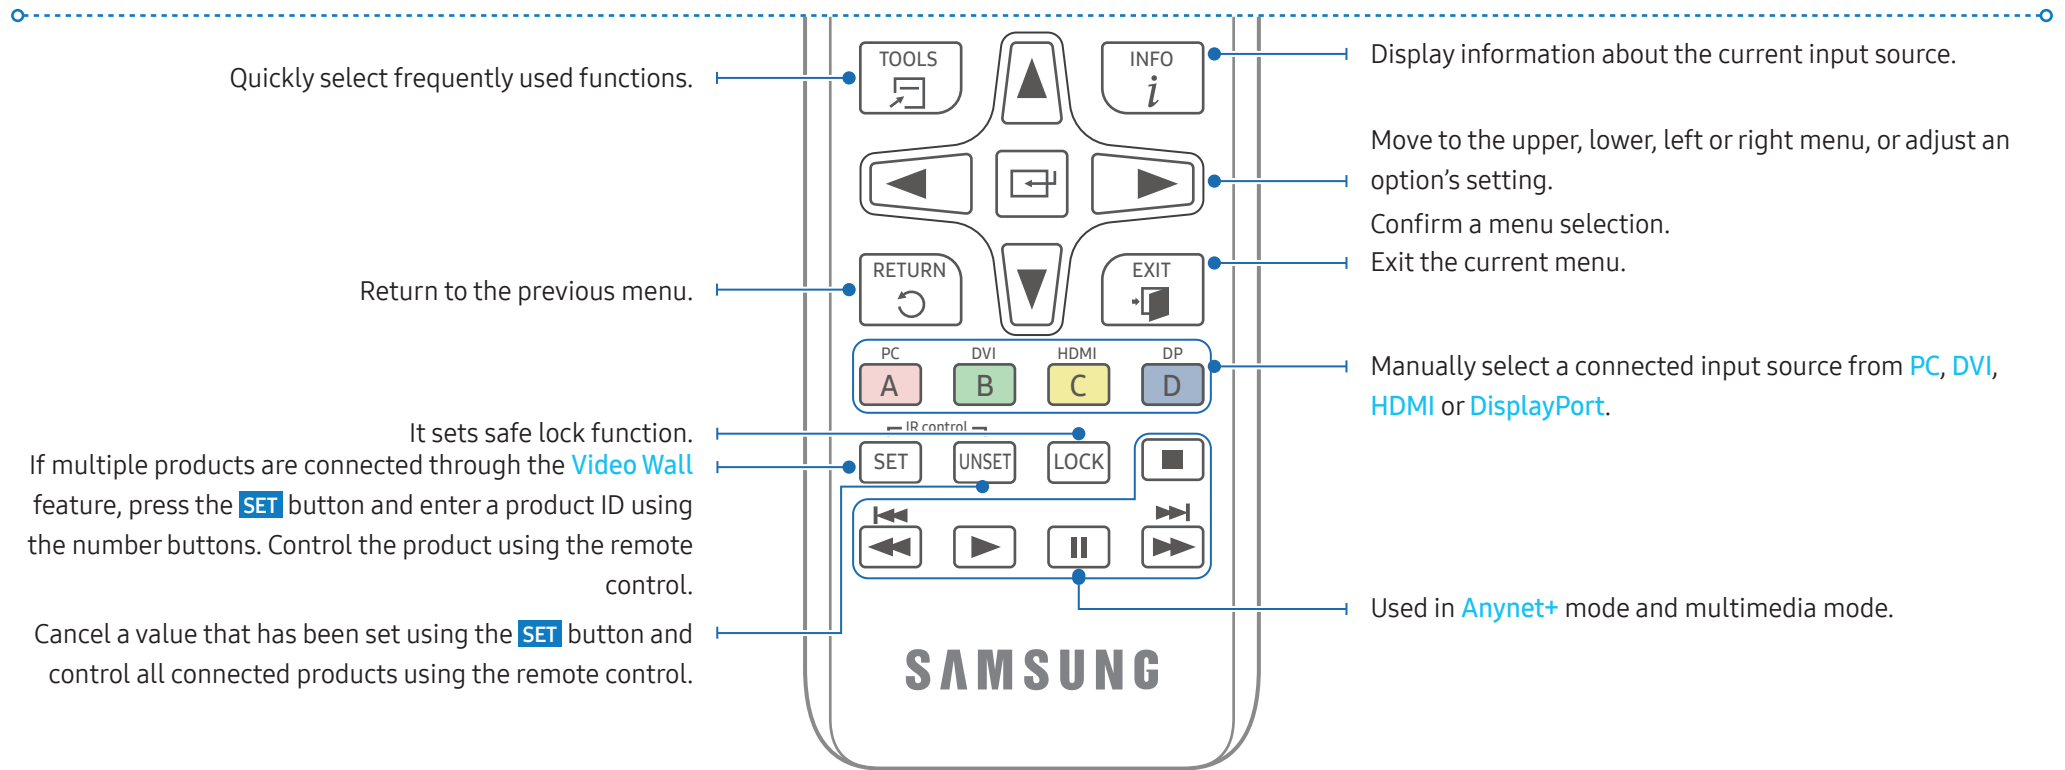 TOOLS
INFO
i
Quickly select frequently used functions.
Display information about the current input source.
Move to the upper, lower, left or right menu, or adjust an
option's setting.
Confirm a menu selection.
RETURN
EXIT
Return to the previous menu.
Exit the current menu.
PC DVI HDMI DP
A B C D
Manually select a connected input source from PC, DVI,
HDMI or DisplayPort.
It sets safe lock function.
IR control
SET UNSET LOCK
If multiple products are connected through the Video Wall
feature, press the SET button and enter a product ID using
the number buttons. Control the product using the remote
control.
Used in Anynet+ mode and multimedia mode.
Cancel a value that has been set using the SET button and
control all connected products using the remote control.
SAMSUNG